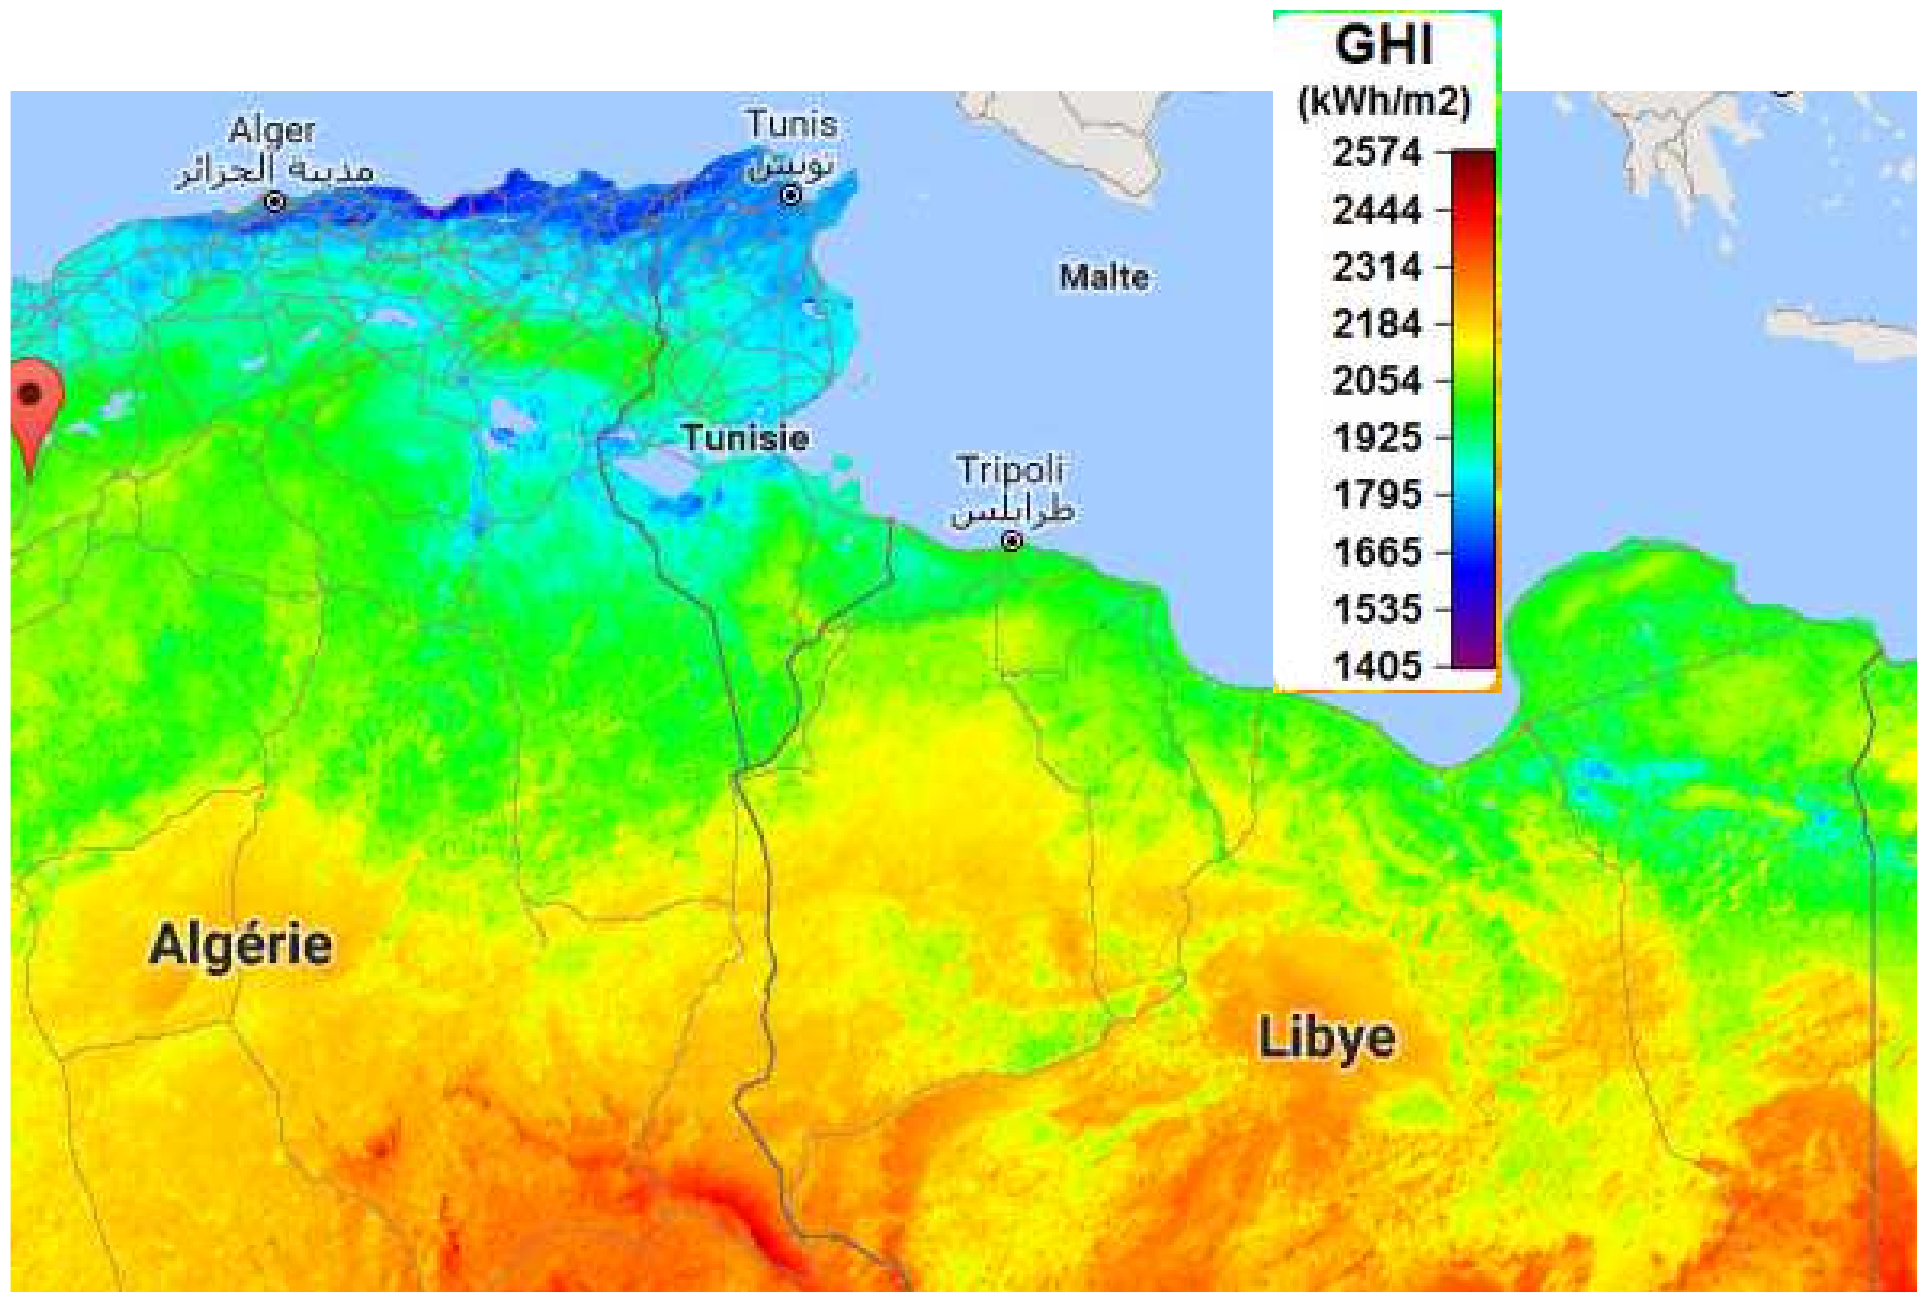 GHI
(kWh/m2)
2574
2444
2314
2184
2054
1925
1795
1665
1535
1405
Alger
مدينة الجزائر
Tunis
تونس
Malte
Tunisie
Tripoli
طرابلس
Algérie
Libye